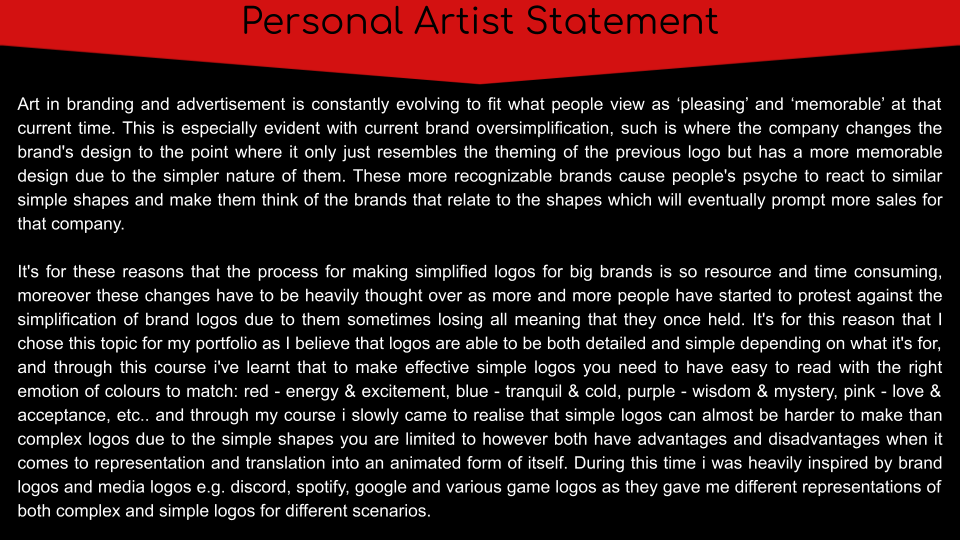 Personal Artist Statement
Art in branding and advertisement is constantly evolving to fit what people view as ‘pleasing’ and ‘memorable’ at that
current time. This is especially evident with current brand oversimplification, such is where the company changes the
brand's design to the point where it only just resembles the theming of the previous logo but has a more memorable
design due to the simpler nature of them. These more recognizable brands cause people's psyche to react to similar
simple shapes and make them think of the brands that relate to the shapes which will eventually prompt more sales for
that company.
It's for these reasons that the process for making simplified logos for big brands is so resource and time consuming,
moreover these changes have to be heavily thought over as more and more people have started to protest against the
simplification of brand logos due to them sometimes losing all meaning that they once held. It's for this reason that I
chose this topic for my portfolio as I believe that logos are able to be both detailed and simple depending on what it's for,
and through this course i've learnt that to make effective simple logos you need to have easy to read with the right
emotion of colours to match: red - energy & excitement, blue - tranquil & cold, purple - wisdom & mystery, pink - love &
acceptance, etc.. and through my course i slowly came to realise that simple logos can almost be harder to make than
complex logos due to the simple shapes you are limited to however both have advantages and disadvantages when it
comes to representation and translation into an animated form of itself. During this time i was heavily inspired by brand
logos and media logos e.g. discord, spotify, google and various game logos as they gave me different representations of
both complex and simple logos for different scenarios.